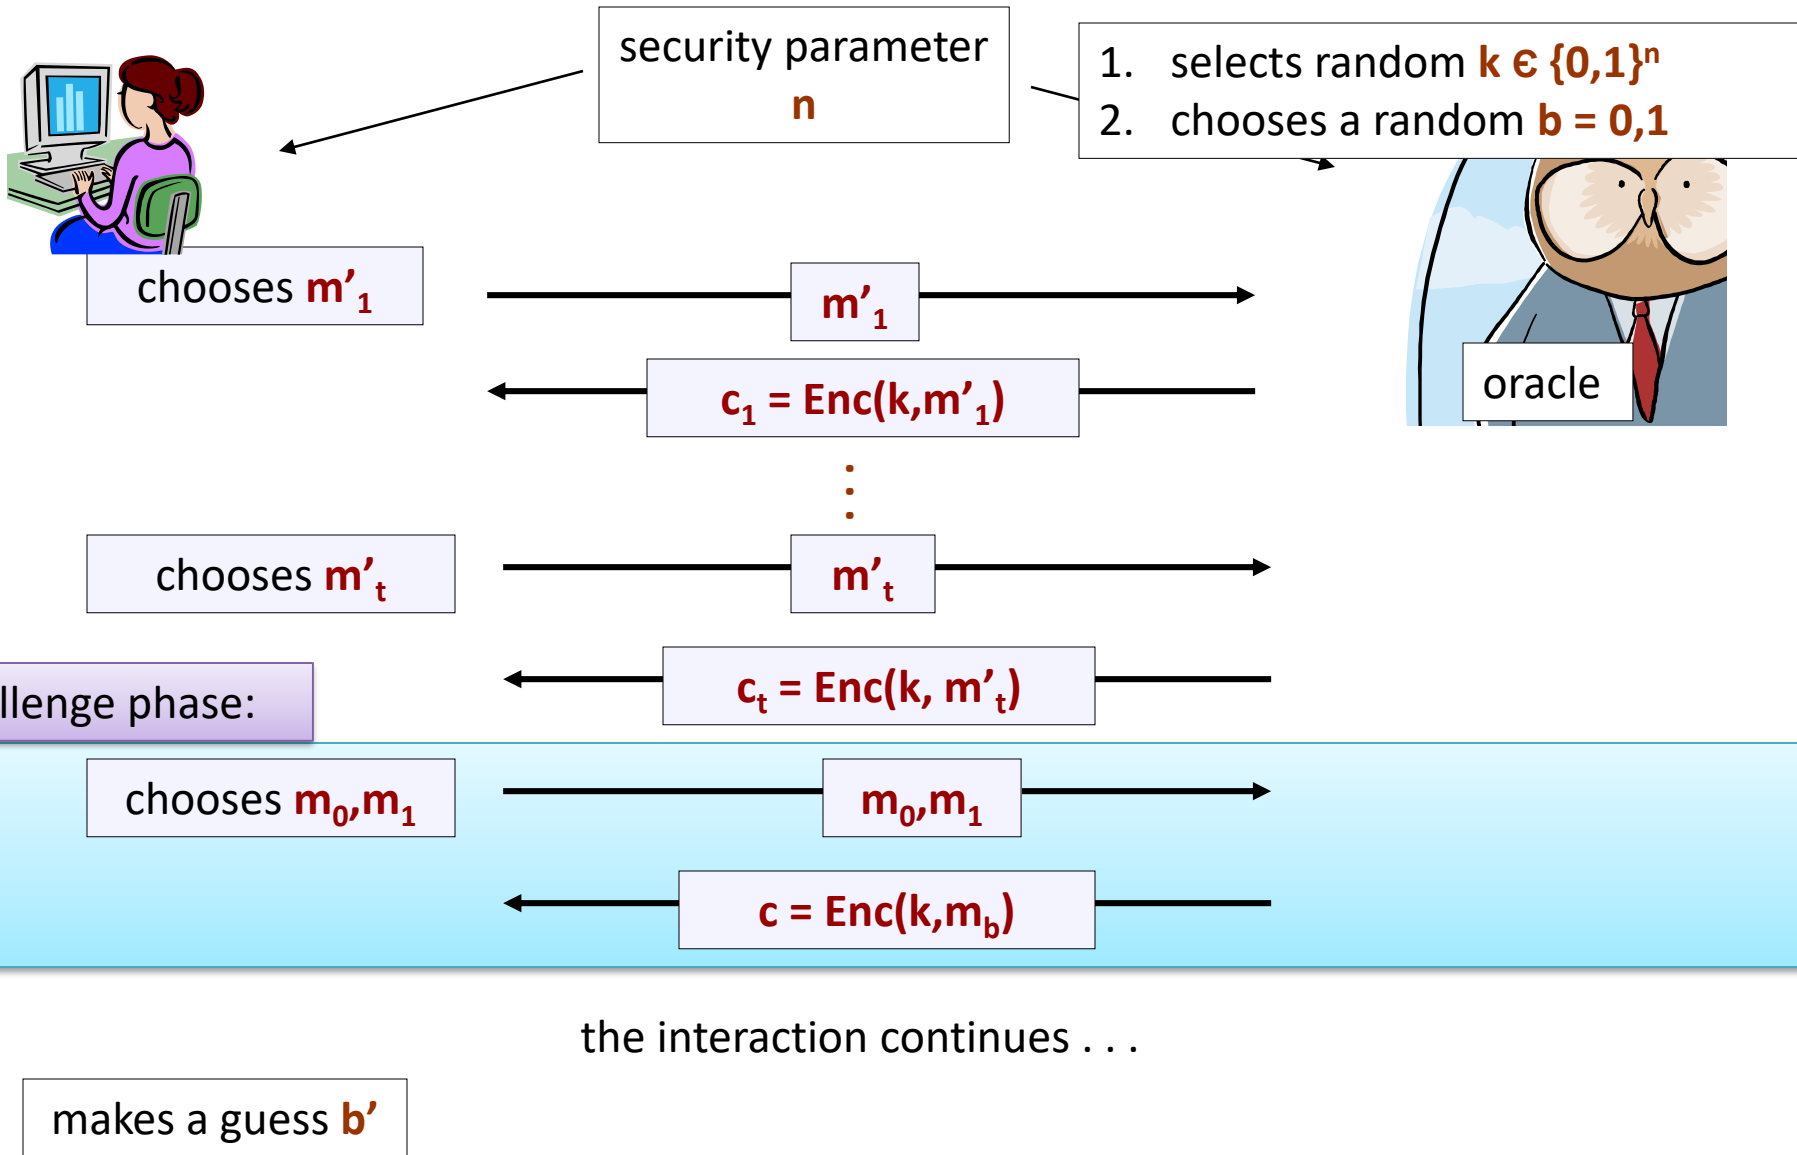 security parameter
n
1. selects random k є {0,1}ⁿ
2. chooses a random b = 0,1
chooses m’₁
m’₁
c₁ = Enc(k,m’₁)
oracle
chooses m’ₜ
m’ₜ
cₜ = Enc(k, m’ₜ)
llenge phase:
chooses m₀,m₁
m₀,m₁
c = Enc(k,m_b)
the interaction continues . . .
makes a guess b’